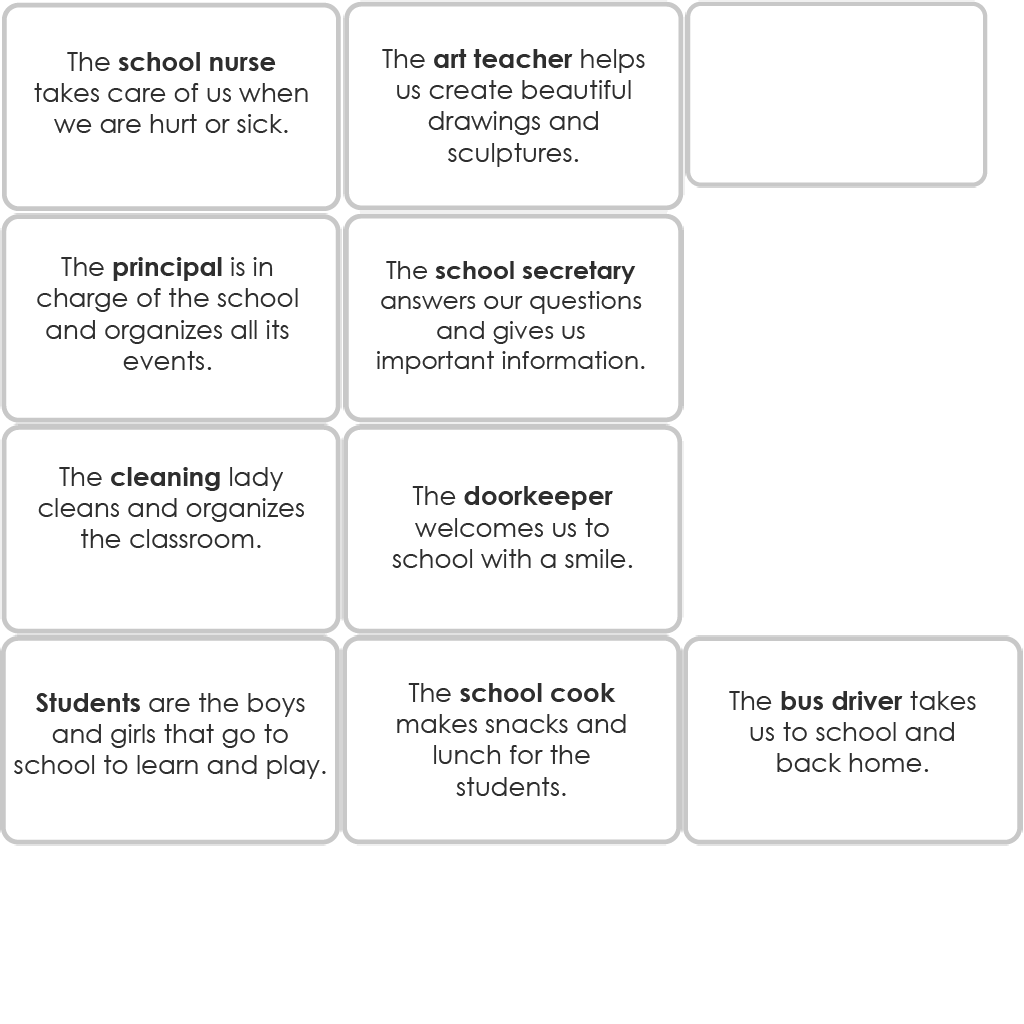 The school nurse
takes care of us when
we are hurt or sick.
The art teacher helps
us create beautiful
drawings and
sculptures.
The principal is in
charge of the school
and organizes all its
events.
The school secretary
answers our questions
and gives us
important information.
The cleaning lady
cleans and organizes
the classroom.
The doorkeeper
welcomes us to
school with a smile.
Students are the boys
and girls that go to
school to learn and play.
The school cook
makes snacks and
lunch for the
students.
The bus driver takes
us to school and
back home.